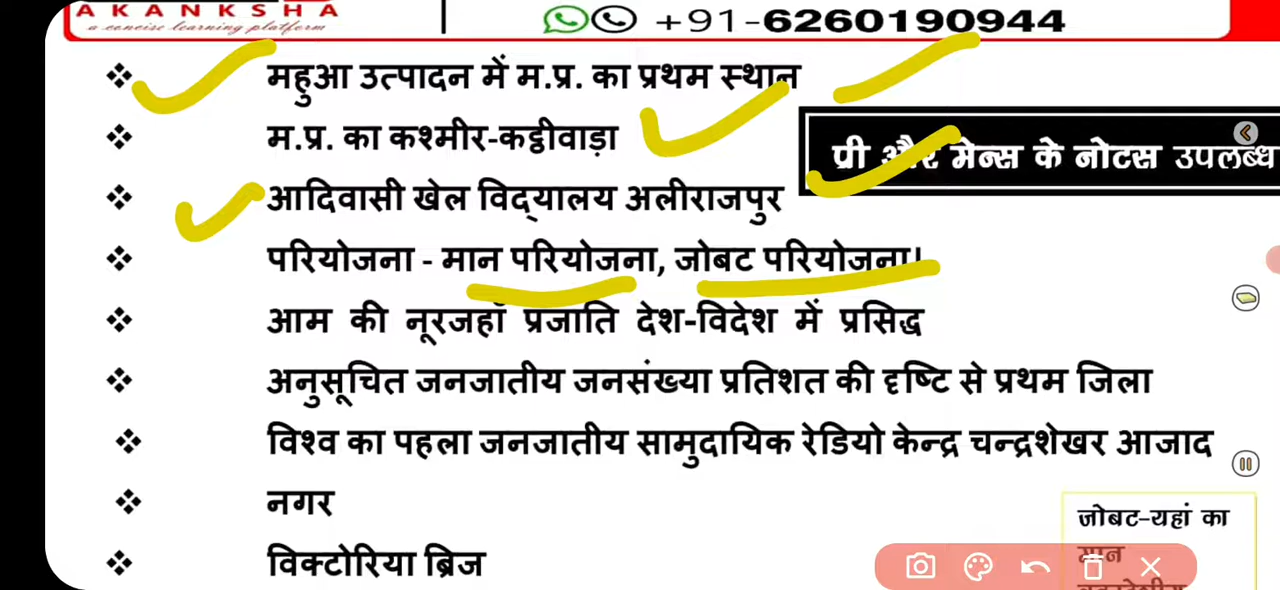 AKANKSHA
a concise learning platform
+91-6260190944
महुआ उत्पादन में म.प्र. का प्रथम स्थान
म.प्र. का कश्मीर-कट्ठीवाड़ा
प्री और मेन्स के नोटस उपलब्ध
आदिवासी खेल विद्यालय अलीराजपुर
परियोजना - मान परियोजना, जोबट परियोजना।
आम की नूरजहाँ प्रजाति देश-विदेश में प्रसिद्ध
अनुसूचित जनजातीय जनसंख्या प्रतिशत की दृष्टि से प्रथम जिला
विश्व का पहला जनजातीय सामुदायिक रेडियो केन्द्र चन्द्रशेखर आजाद
नगर
विक्टोरिया ब्रिज
जोबट-यहां का